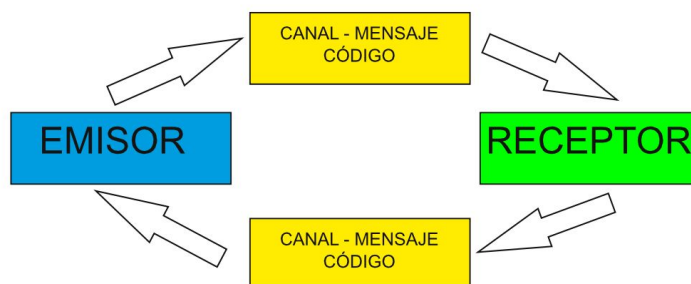 CANAL - MENSAJE
CÓDIGO
EMISOR
RECEPTOR
CANAL - MENSAJE
CÓDIGO